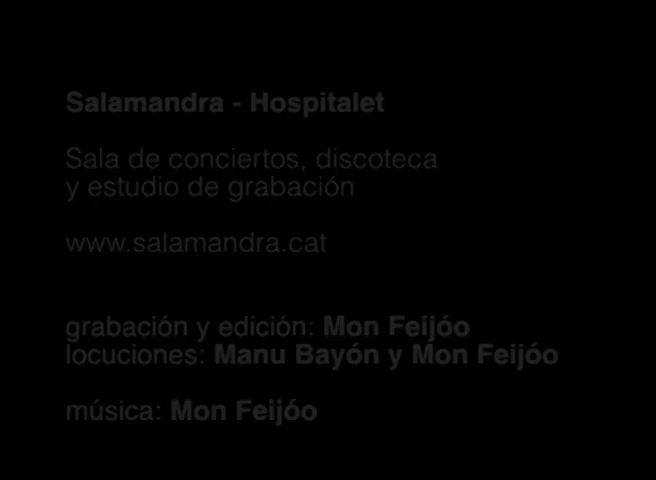 Salamandra - Hospitalet
Sala de conciertos, discoteca
y estudio de grabación
www.salamandra.cat
grabación y edición: Mon Feijóo
locuciones: Manu Bayón y Mon Feijóo
música: Mon Feijóo